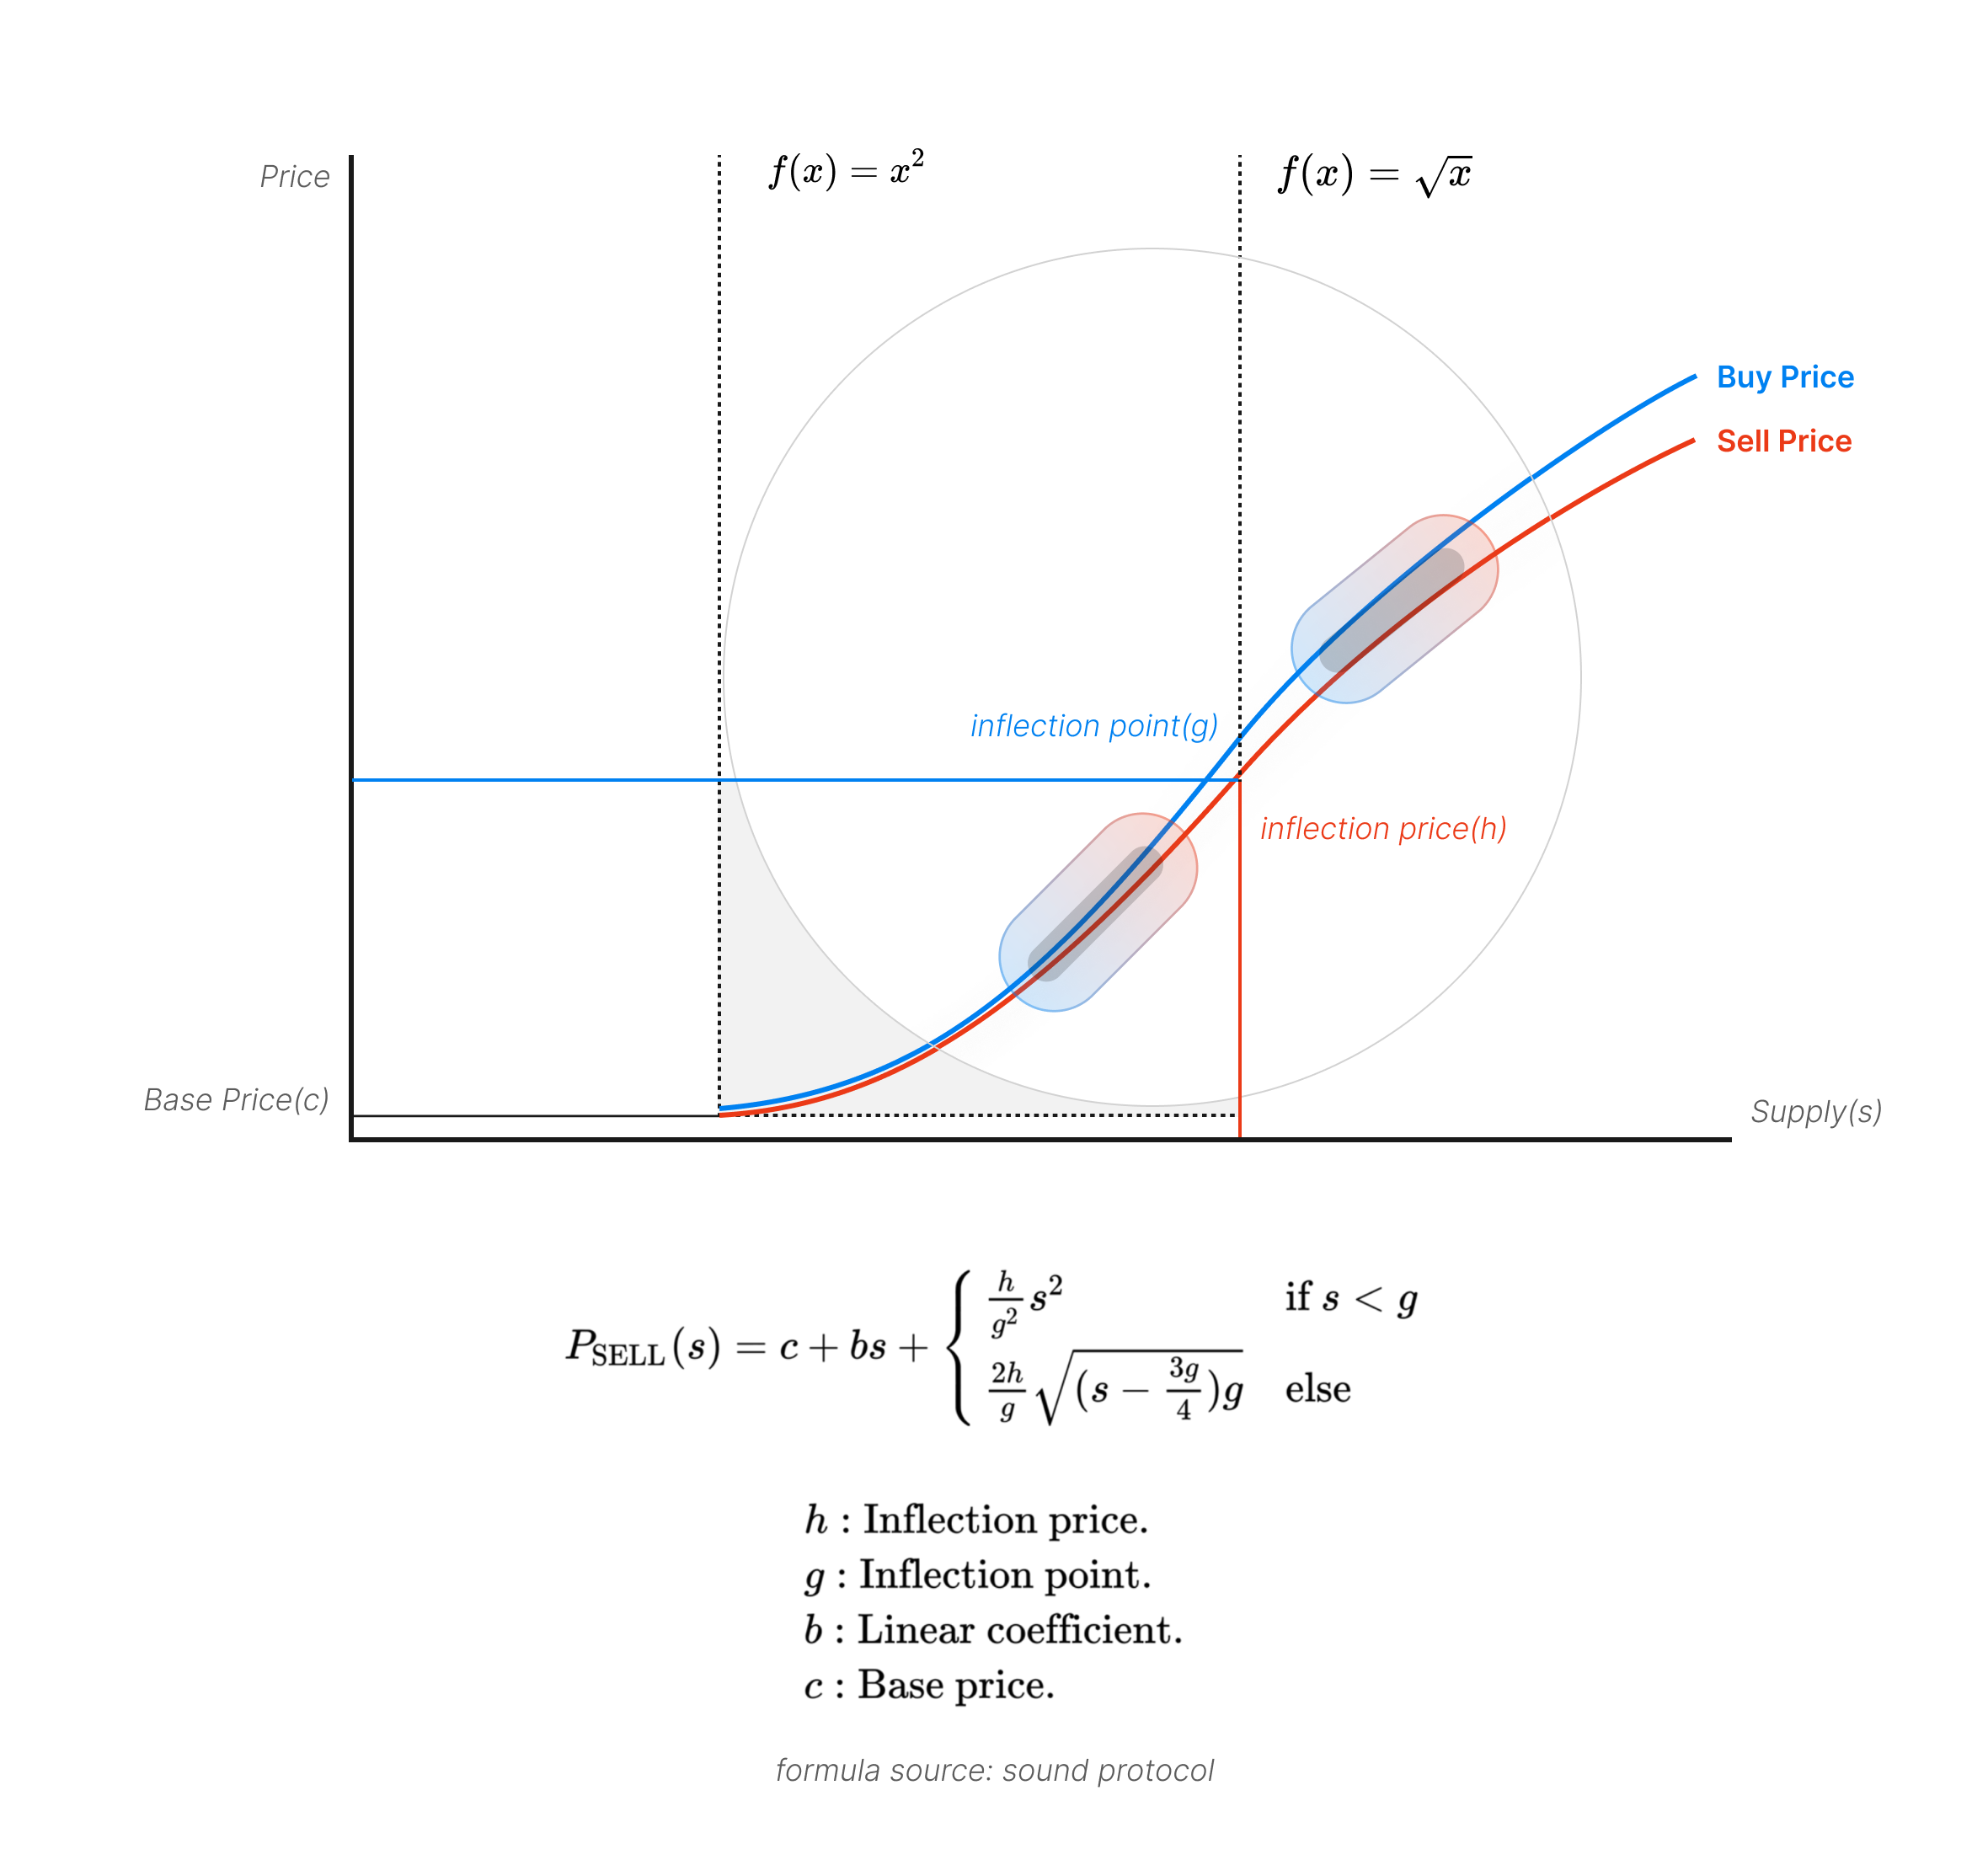 Price
f(x) = x²
f(x) = √x
Buy Price
Sell Price
inflection point(g)
inflection price(h)
Base Price(c)
Supply(s)
P_SELL(s) = c + bs + { h/g² s² if s < g
2h/g √((s − 3g/4)g) else
h : Inflection price.
g : Inflection point.
b : Linear coefficient.
c : Base price.
formula source: sound protocol